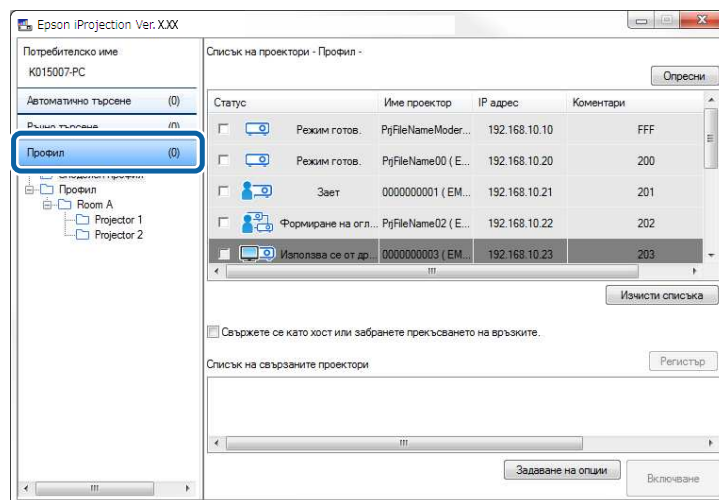 Epson iProjection Ver. X.XX
Потребителско име
K015007-PC
Автоматично търсене (0)
Ръчно търсене (0)
Профил (0)
Споделен профил
Профил
Room A
Projector 1
Projector 2
Списък на проектори - Профил -
Опресни
Статус Име проектор IP адрес Коментари
Режим готов. PrjFileNameModer... 192.168.10.10 FFF
Режим готов. PrjFileName00 ( E... 192.168.10.20 200
Зает 0000000001 ( EM... 192.168.10.21 201
Формиране на огл... PrjFileName02 ( E... 192.168.10.22 202
Използва се от др... 0000000003 ( EM... 192.168.10.23 203
Изчисти списъка
Свържете се като хост или забранете прекъсването на връзките.
Списък на свързаните проектори
Регистър
Задаване на опции
Включване